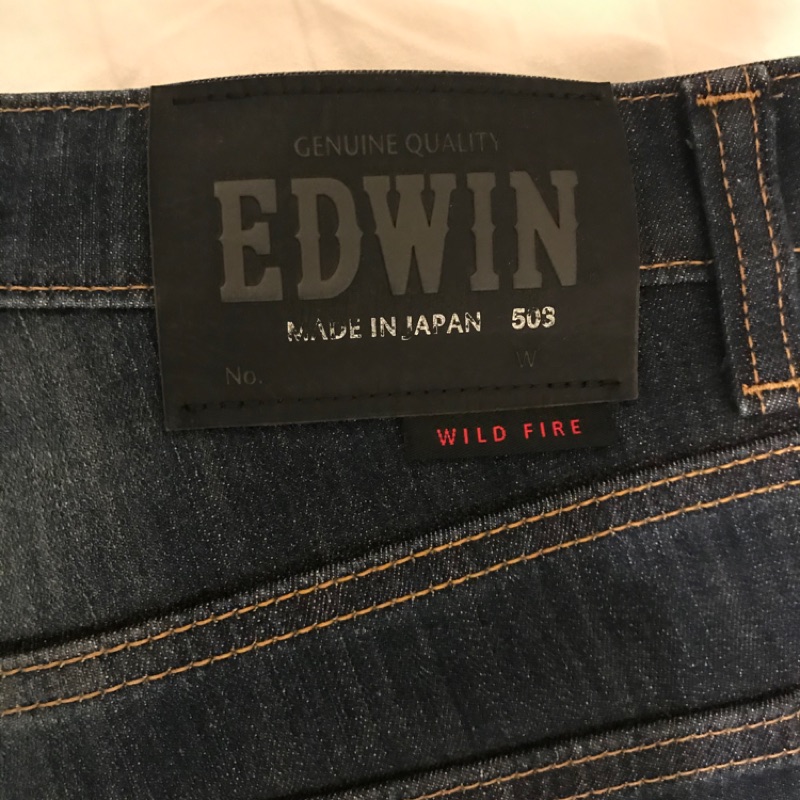 GENUINE QUALITY
EDWIN
MADE IN JAPAN 503
No. W
WILD FIRE